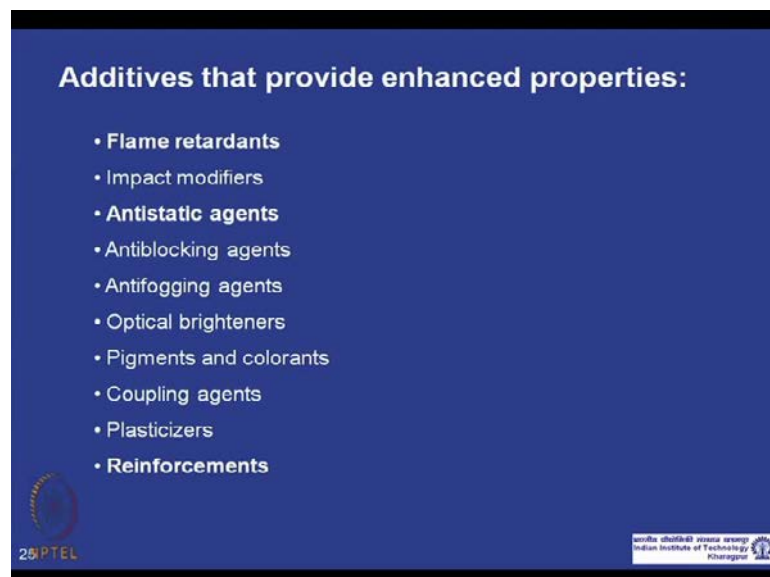 Additives that provide enhanced properties:
• Flame retardants
• Impact modifiers
• Antistatic agents
• Antiblocking agents
• Antifogging agents
• Optical brighteners
• Pigments and colorants
• Coupling agents
• Plasticizers
• Reinforcements
25
NPTEL
Indian Institute of Technology
Kharagpur